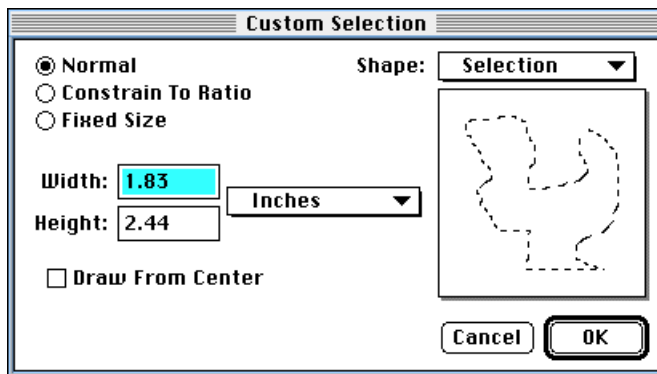 Custom Selection
Normal
Shape: Selection
Constrain To Ratio
Fixed Size
Width: 1.83
Inches
Height: 2.44
Draw From Center
Cancel OK